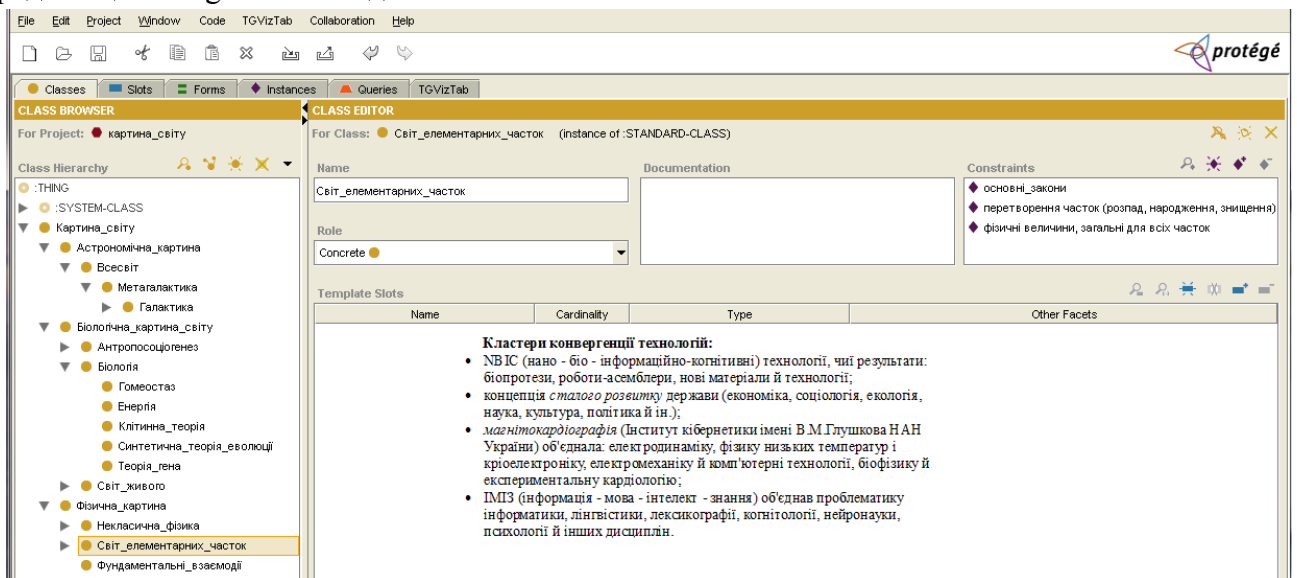 File Edit Project Window Code TGVizTab Collaboration Help
protégé
Classes Slots Forms Instances Queries TGVizTab
CLASS BROWSER
CLASS EDITOR
For Project: картина_світу
For Class: Світ_елементарних_часток (instance of :STANDARD-CLASS)
Class Hierarchy
Name
Documentation
Constraints
:THING
:SYSTEM-CLASS
Картина_світу
Астрономічна_картина
Всесвіт
Метагалактика
Галактика
Біологічна_картина_світу
Антропосоціогенез
Біологія
Гомеостаз
Енергія
Клітинна_теорія
Синтетична_теорія_еволюції
Теорія_гена
Світ_живого
Фізична_картина
Некласична_фізика
Світ_елементарних_часток
Фундаментальні_взаємодії
Світ_елементарних_часток
Role
Concrete
основні_закони
перетворення часток (розпад, народження, знищення)
фізичні величини, загальні для всіх часток
Template Slots
Name Cardinality Type Other Facets
Кластери конвергенції технологій:
• NBIC (нано - біо - інформаційно-когнітивні) технології, чиї результати:
біопротези, роботи-асемблери, нові матеріали й технології;
• концепція сталого розвитку держави (економіка, соціологія, екологія,
наука, культура, політика й ін.);
• магнітокардіографія (Інститут кібернетики імені В.М.Глушкова НАН
України) об'єднала: електродинаміку, фізику низьких температур і
кріоелектроніку, електромеханіку й комп'ютерні технології, біофізику й
експериментальну кардіологію;
• ІМІЗ (інформація - мова - інтелект - знання) об'єднав проблематику
інформатики, лінгвістики, лексикографії, когнітології, нейронауки,
психології й інших дисциплін.